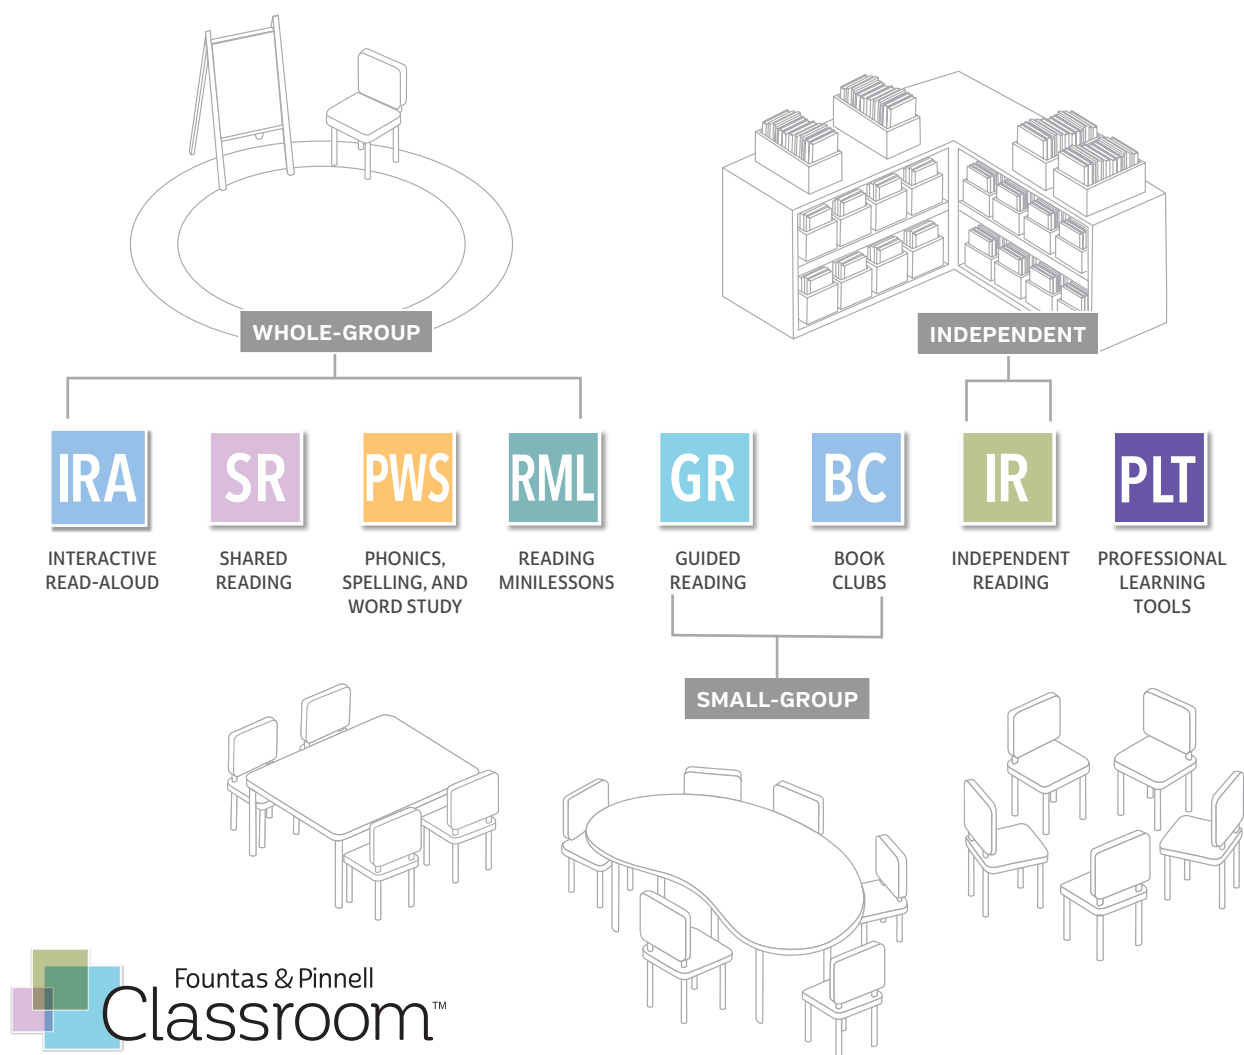 WHOLE-GROUP
INDEPENDENT
IRA
SR
PWS
RML
GR
BC
IR
PLT
INTERACTIVE
READ-ALOUD
SHARED
READING
PHONICS,
SPELLING, AND
WORD STUDY
READING
MINILESSONS
GUIDED
READING
BOOK
CLUBS
INDEPENDENT
READING
PROFESSIONAL
LEARNING
TOOLS
SMALL-GROUP
Fountas & Pinnell
Classroom™